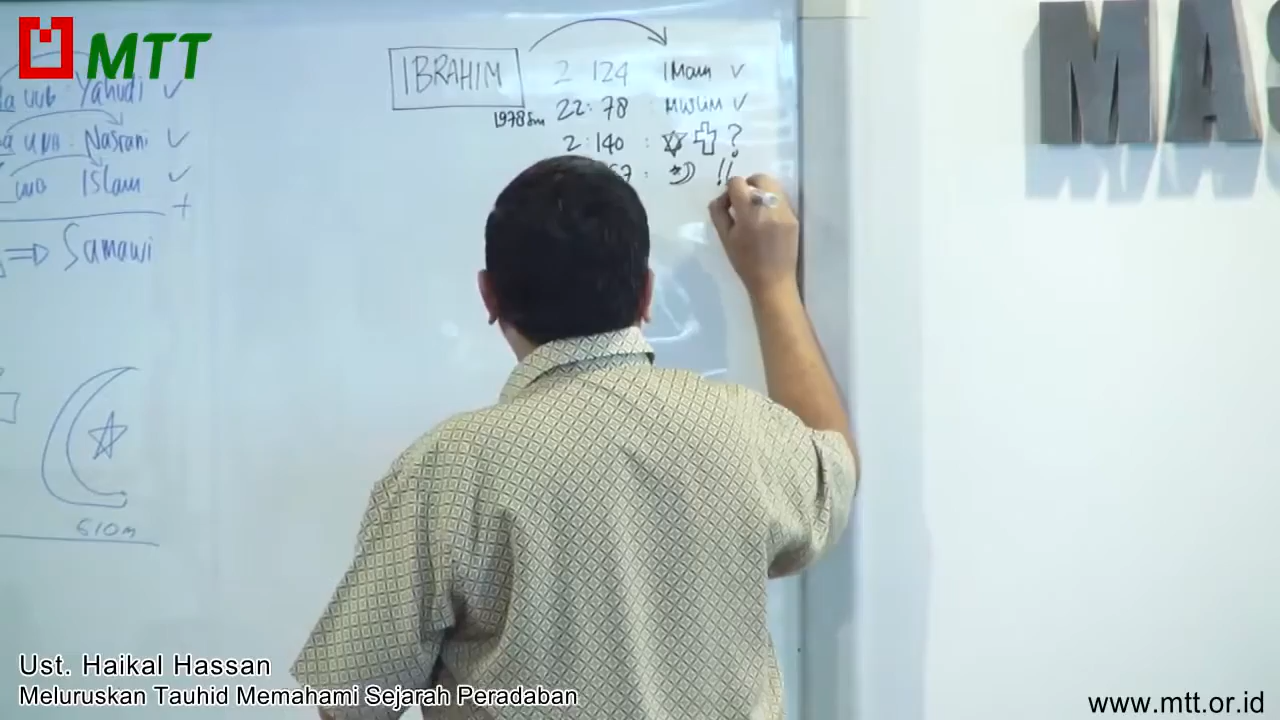 MTT
Yahudi ✓
Nasrani ✓
Islam ✓
+
⇒ Samawi
610m
IBRAHIM
1978 sm
2 124 IMam ✓
22: 78 : ✓
2: 140 : ✡ ✝ ?
67 : ☪ !!
MAS
Ust. Haikal Hassan
Meluruskan Tauhid Memahami Sejarah Peradaban
www.mtt.or.id